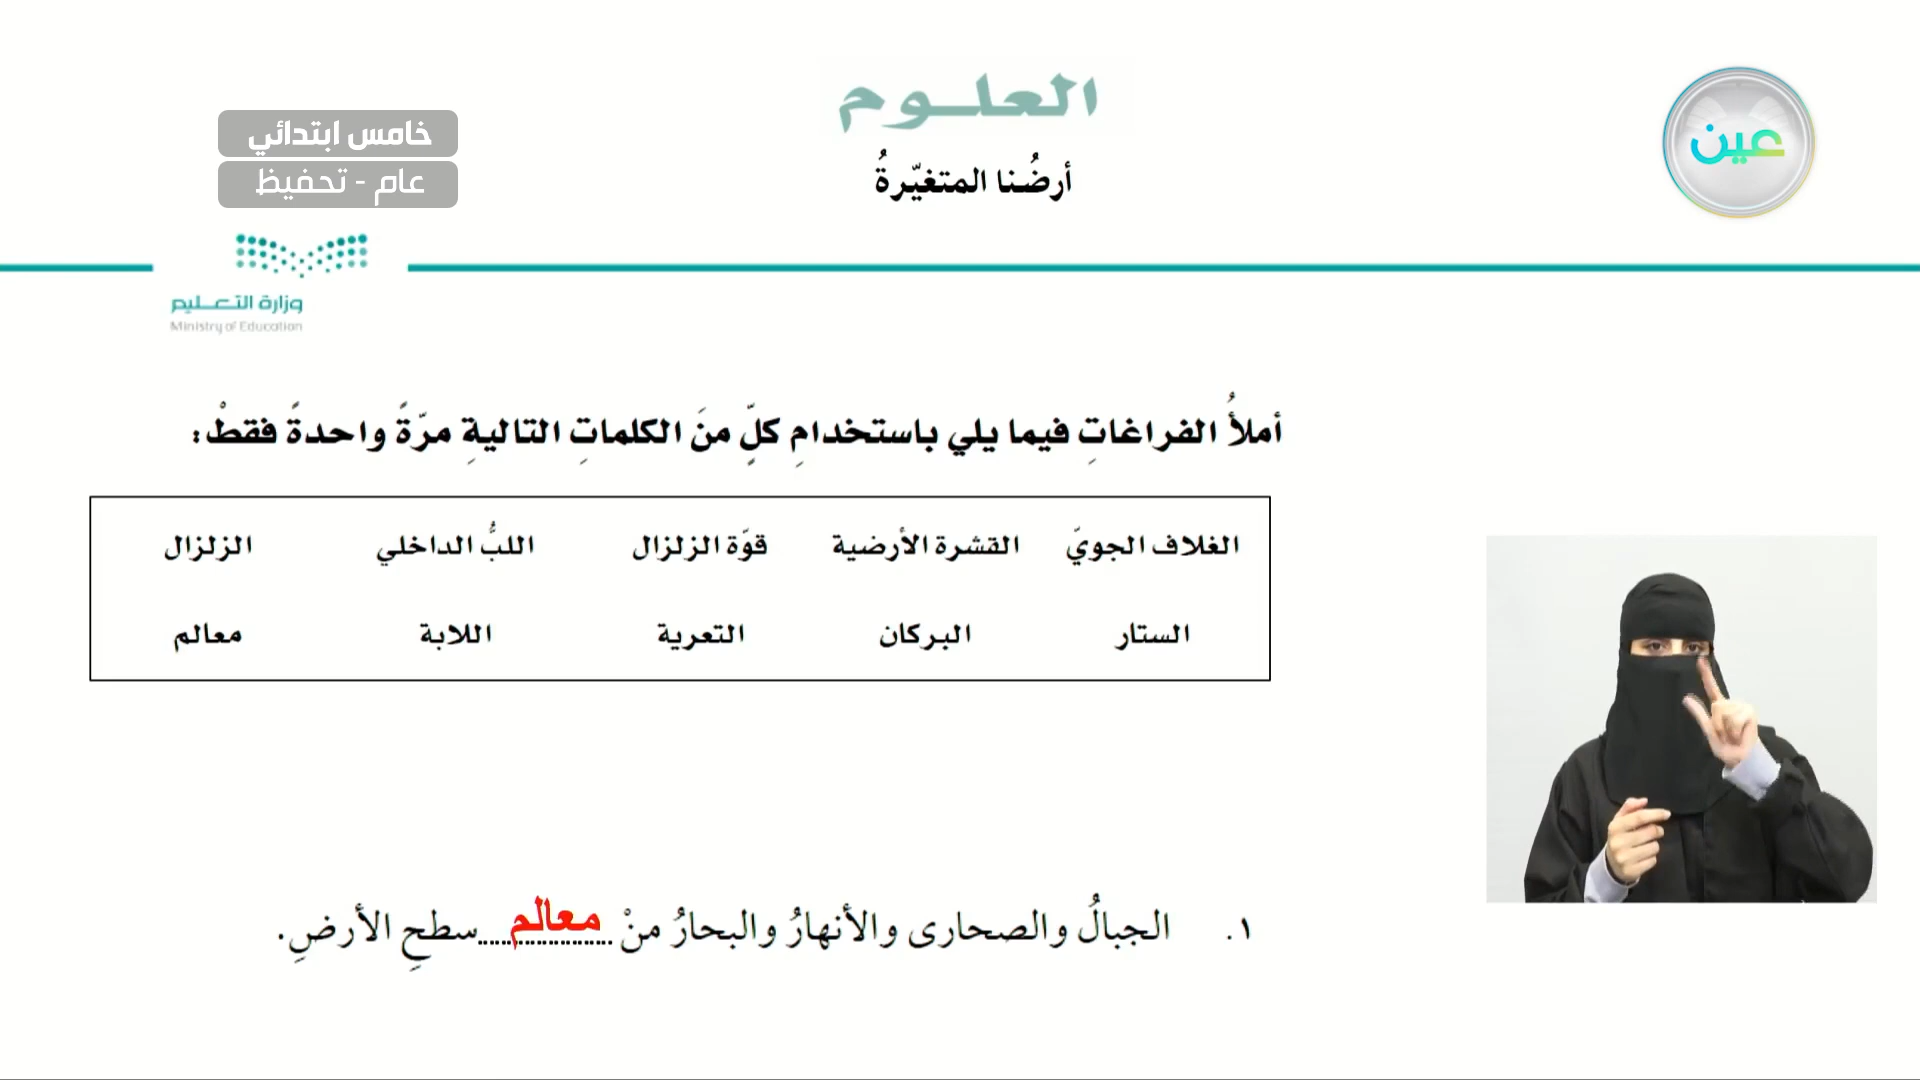 العلوم
أرضُنا المتغيّرةُ
عين
خامس ابتدائي
عام - تحفيظ
وزارة التعليم
Ministry of Education
أملأُ الفراغاتِ فيما يلي باستخدامِ كلٍّ منَ الكلماتِ التاليةِ مرّةً واحدةً فقطْ:
الغلاف الجويّ القشرة الأرضية قوّة الزلزال اللبُّ الداخلي الزلزال
الستار البركان التعرية اللابة معالم
١. الجبالُ والصحارى والأنهارُ والبحارُ منْ معالم سطحِ الأرضِ.